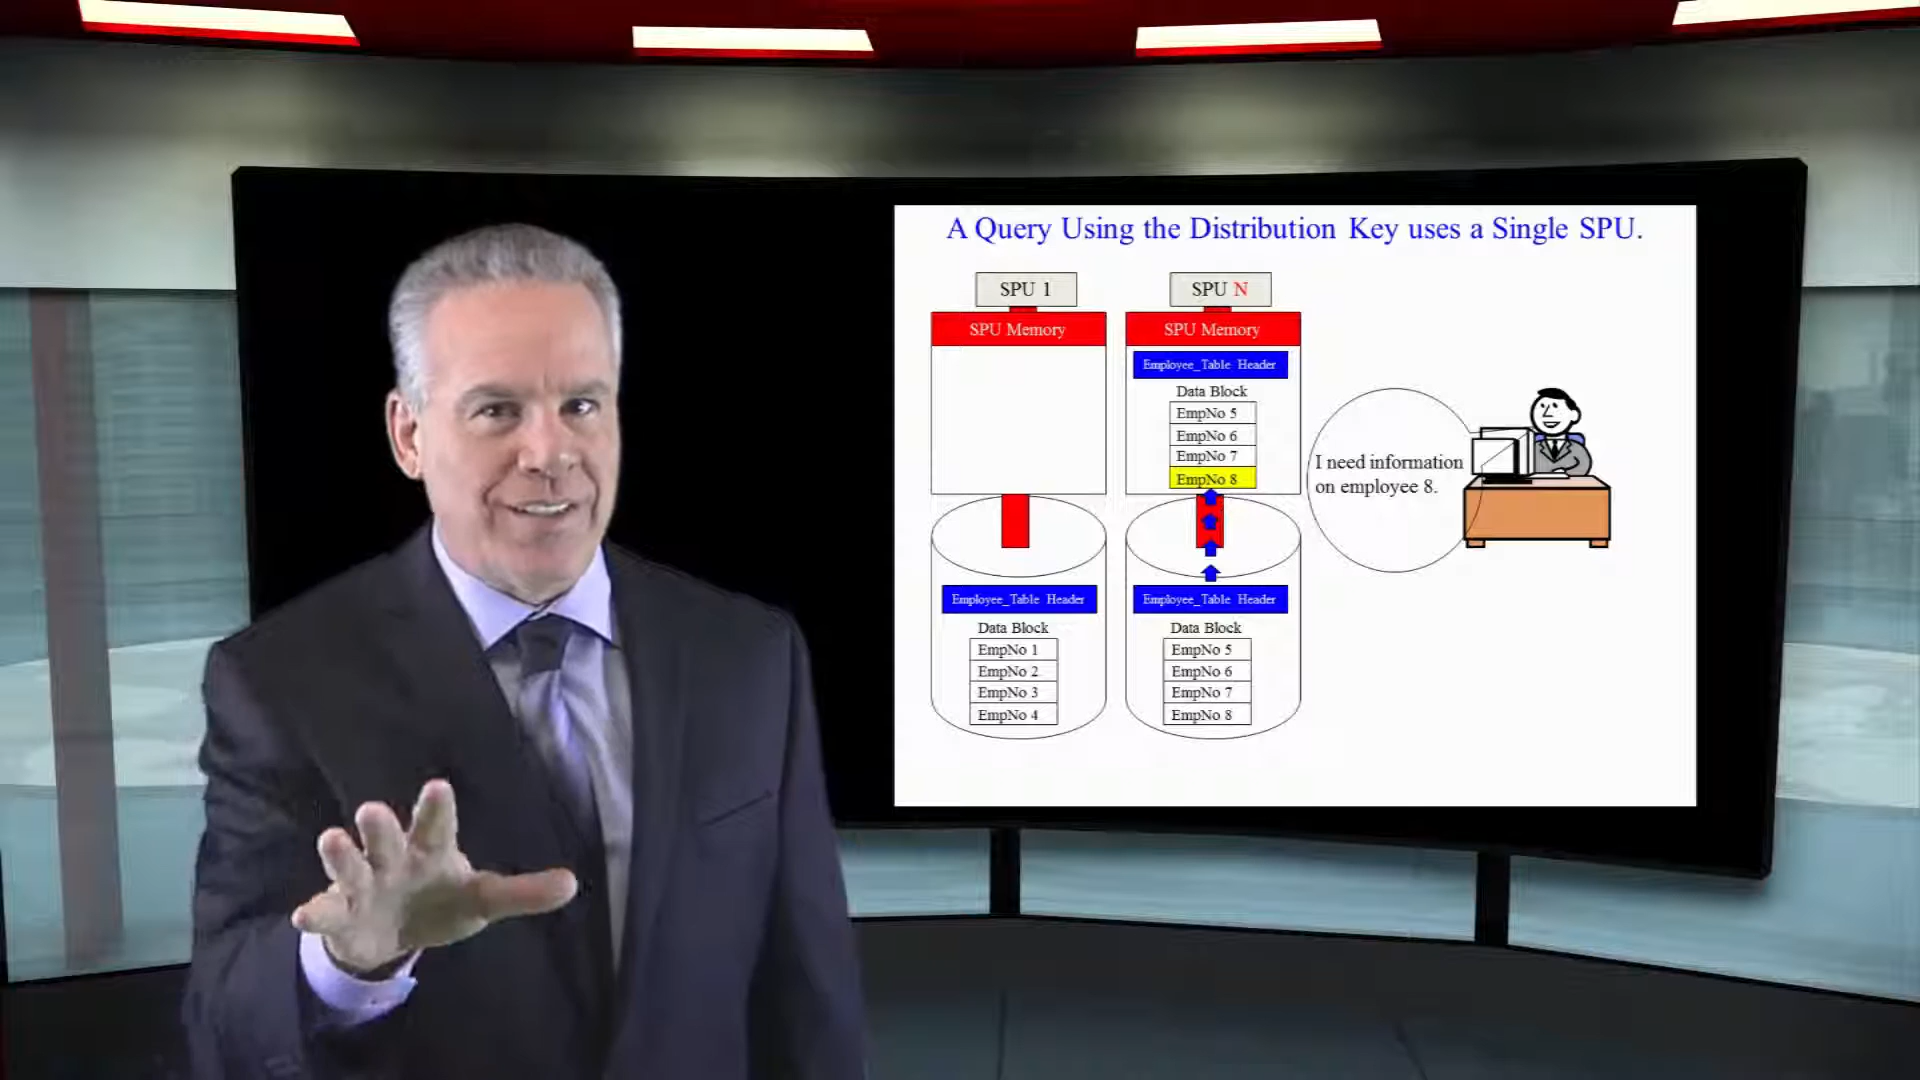 A Query Using the Distribution Key uses a Single SPU.
SPU 1
SPU N
SPU Memory
SPU Memory
Employee_Table Header
Data Block
EmpNo 5
EmpNo 6
EmpNo 7
EmpNo 8
I need information
on employee 8.
Employee_Table Header
Data Block
EmpNo 1
EmpNo 2
EmpNo 3
EmpNo 4
Employee_Table Header
Data Block
EmpNo 5
EmpNo 6
EmpNo 7
EmpNo 8